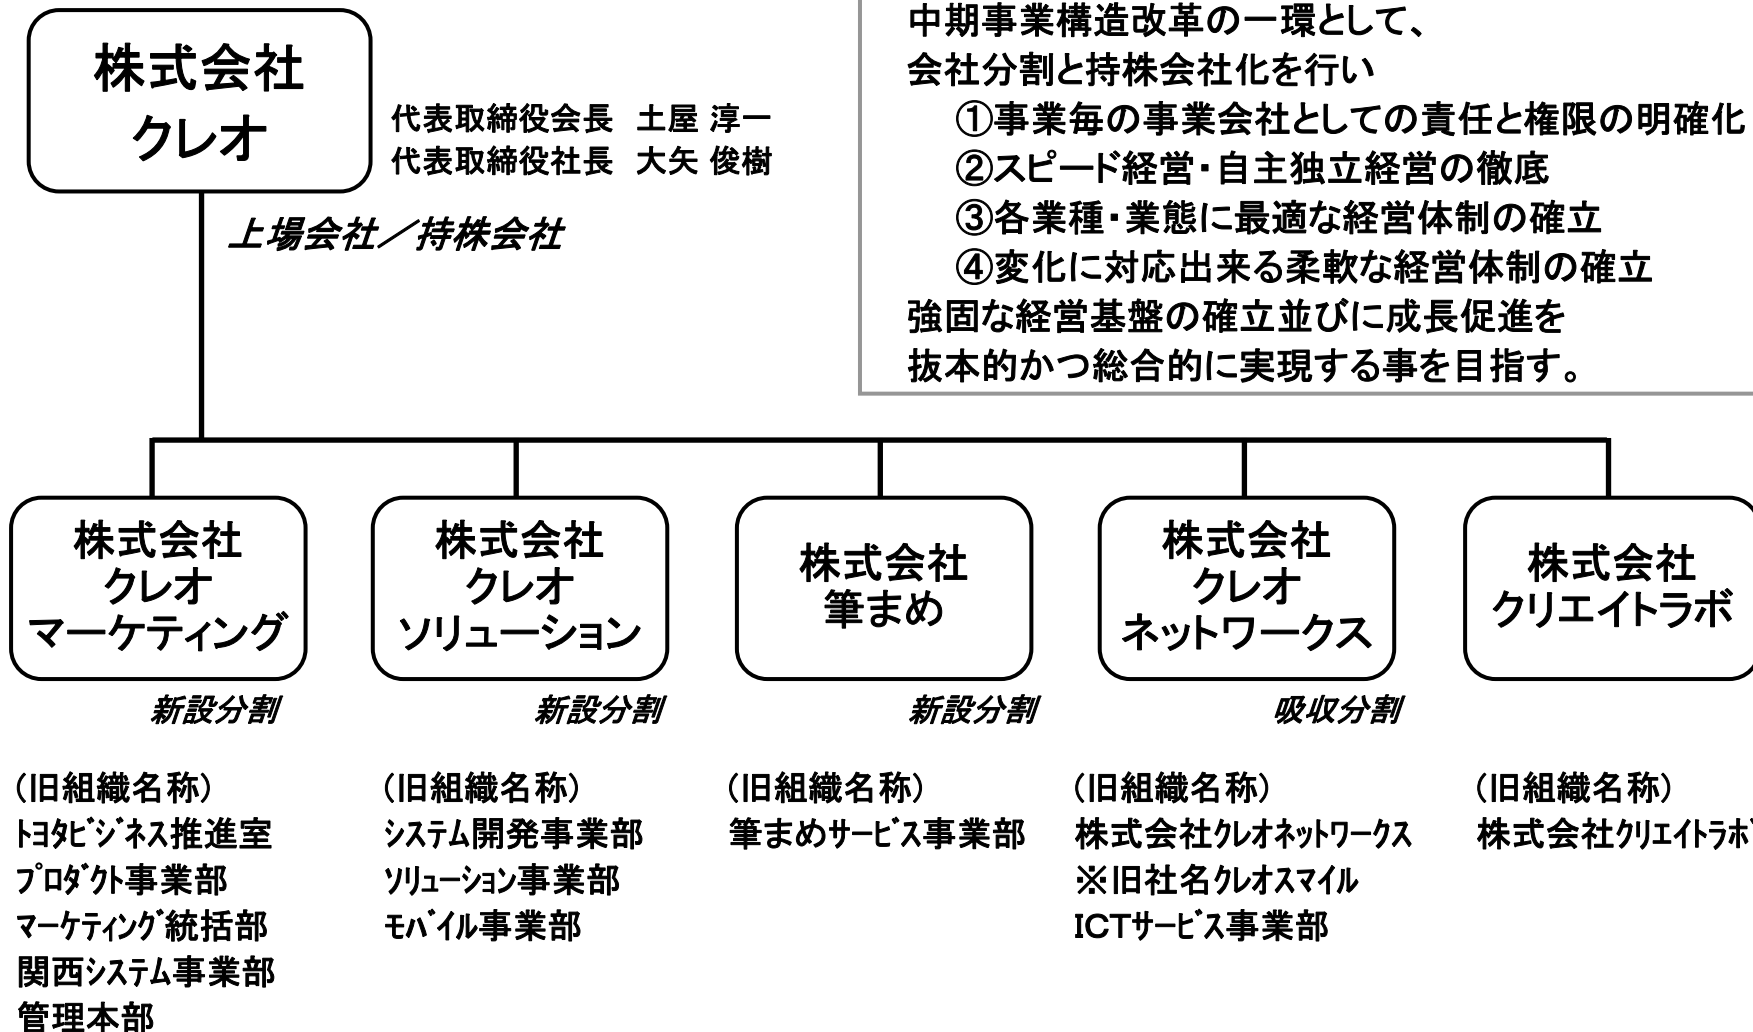 株式会社
クレオ
代表取締役会長 土屋 淳一
代表取締役社長 大矢 俊樹
上場会社／持株会社
中期事業構造改革の一環として、
会社分割と持株会社化を行い
①事業毎の事業会社としての責任と権限の明確化
②スピード経営・自主独立経営の徹底
③各業種・業態に最適な経営体制の確立
④変化に対応出来る柔軟な経営体制の確立
強固な経営基盤の確立並びに成長促進を
抜本的かつ総合的に実現する事を目指す。
株式会社
クレオ
マーケティング
新設分割
(旧組織名称)
ﾄﾖﾀﾋﾞｼﾞﾈｽ推進室
ﾌﾟﾛﾀﾞｸﾄ事業部
ﾏｰｹﾃｨﾝｸﾞ統括部
関西ｼｽﾃﾑ事業部
管理本部
株式会社
クレオ
ソリューション
新設分割
(旧組織名称)
ｼｽﾃﾑ開発事業部
ｿﾘｭｰｼｮﾝ事業部
ﾓﾊﾞｲﾙ事業部
株式会社
筆まめ
新設分割
(旧組織名称)
筆まめｻｰﾋﾞｽ事業部
株式会社
クレオ
ネットワークス
吸収分割
(旧組織名称)
株式会社ｸﾚｵﾈｯﾄﾜｰｸｽ
※旧社名ｸﾚｵｽﾏｲﾙ
ICTｻｰﾋﾞｽ事業部
株式会社
クリエイトラボ
(旧組織名称)
株式会社ｸﾘｴｲﾄﾗﾎﾞ